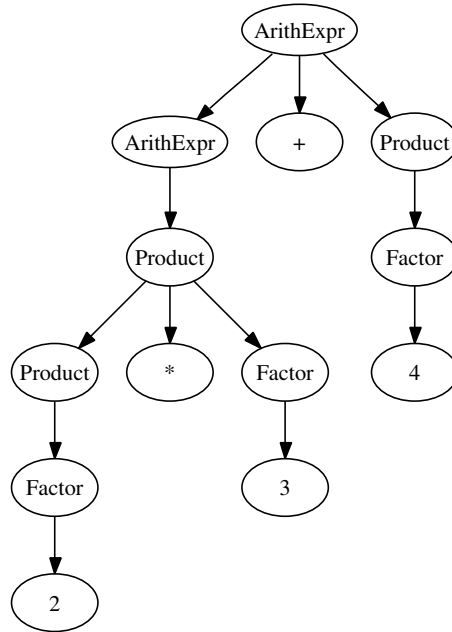 ArithExpr
ArithExpr + Product
Product Factor
Product * Factor 4
Factor 3
2